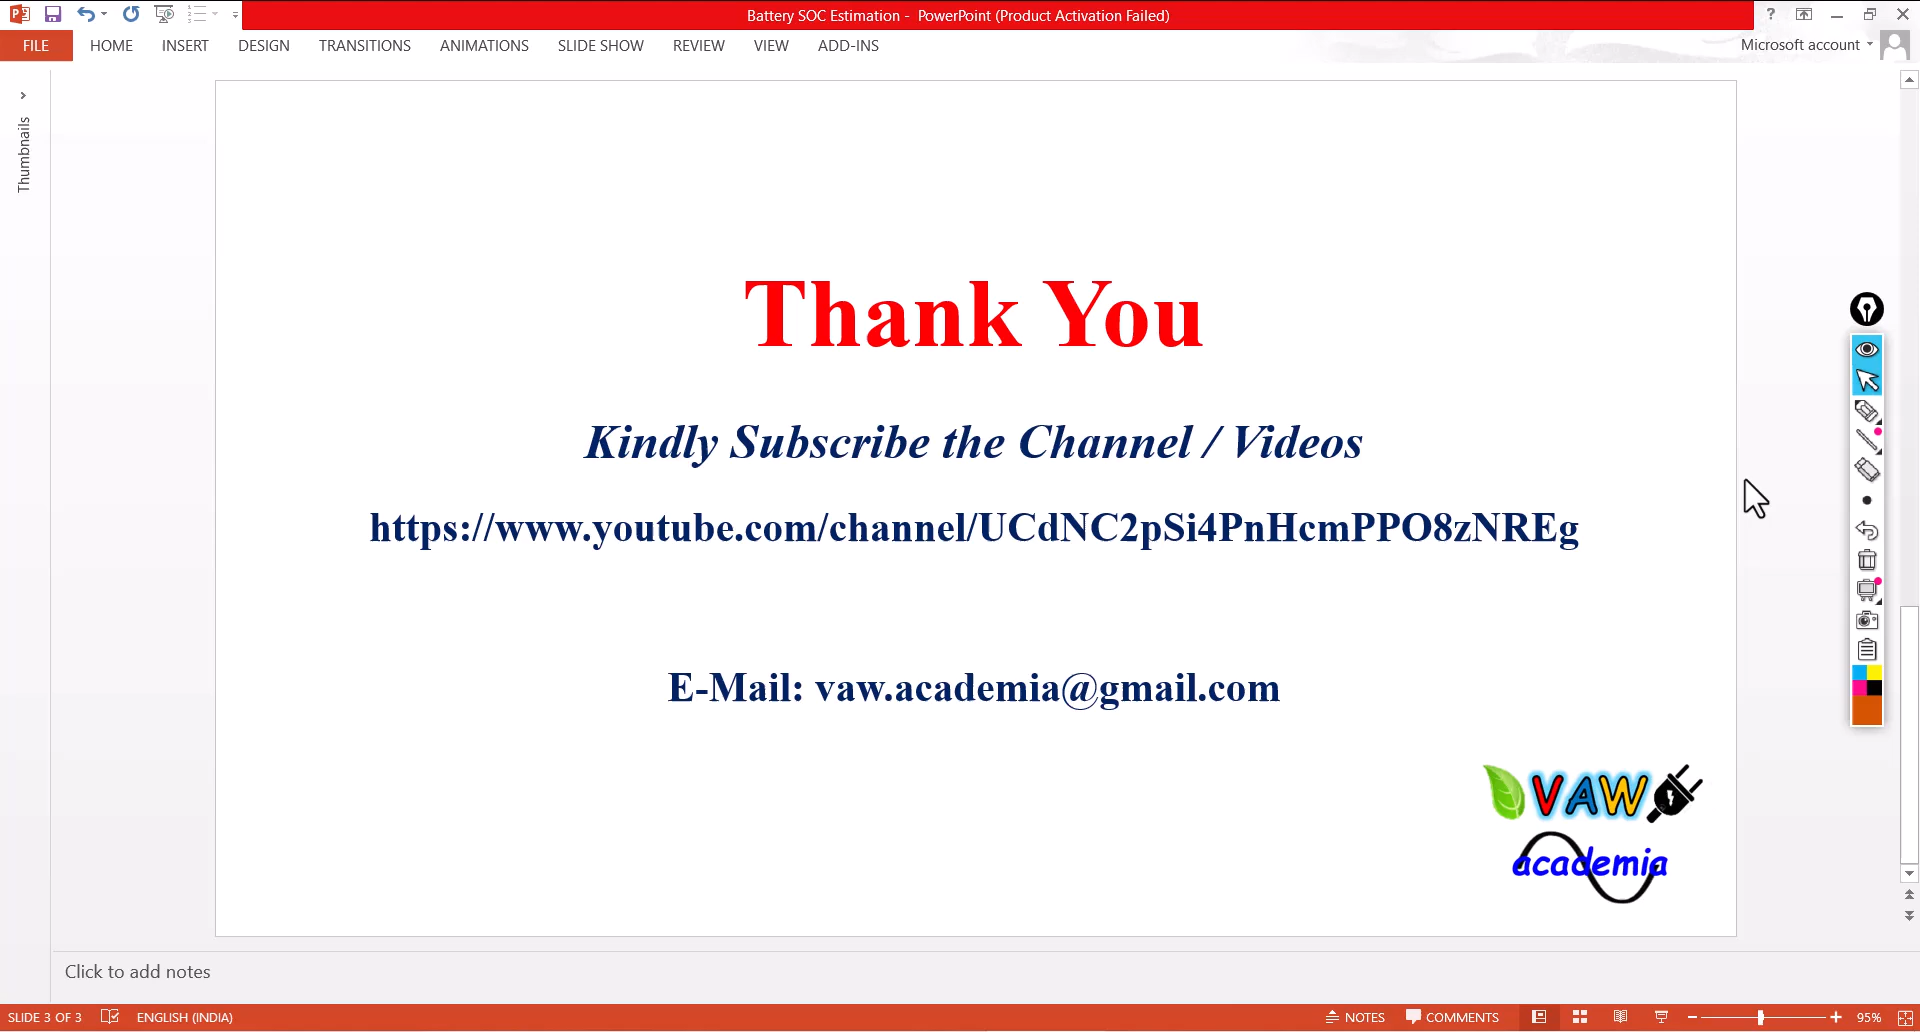 Battery SOC Estimation - PowerPoint (Product Activation Failed)
?
FILE HOME INSERT DESIGN TRANSITIONS ANIMATIONS SLIDE SHOW REVIEW VIEW ADD-INS
Microsoft account
Thumbnails
Thank You
Kindly Subscribe the Channel / Videos
https://www.youtube.com/channel/UCdNC2pSi4PnHcmPPO8zNREg
E-Mail: vaw.academia@gmail.com
VAW
academia
Click to add notes
SLIDE 3 OF 3 ENGLISH (INDIA) NOTES COMMENTS 95%